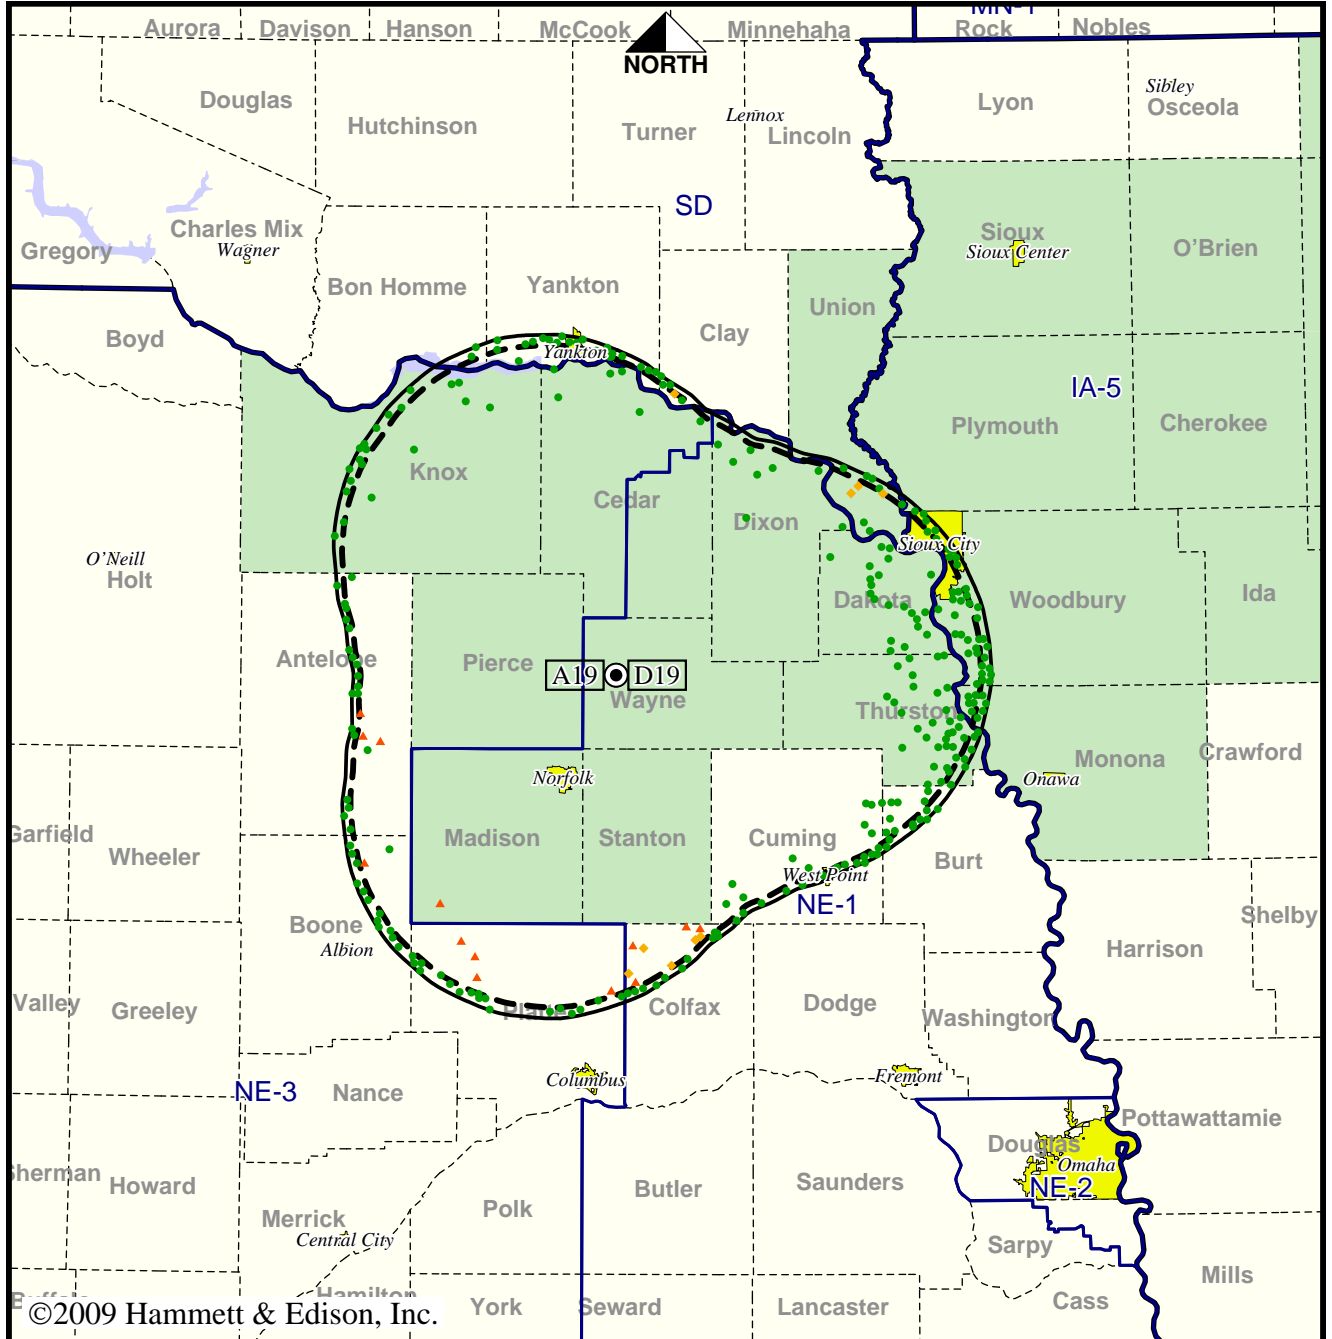 MN-1
Aurora
Davison
Hanson
McCook
Minnehaha
Rock
Nobles
NORTH
Douglas
Hutchinson
Turner
Lennox
Lincoln
Lyon
Sibley
Osceola
SD
Gregory
Charles Mix
Wagner
Bon Homme
Yankton
Clay
Union
Sioux
Sioux Center
O'Brien
Boyd
Yankton
IA-5
Plymouth
Cherokee
Knox
Cedar
Dixon
Sioux City
O'Neill
Holt
Dakota
Woodbury
Ida
Antelope
Pierce
A19
D19
Wayne
Thurston
Norfolk
Onawa
Monona
Crawford
Garfield
Wheeler
Madison
Stanton
Cuming
West Point
Burt
NE-1
Boone
Albion
Shelby
Harrison
Valley
Greeley
Platte
Colfax
Dodge
Washington
NE-3
Nance
Columbus
Fremont
Pottawattamie
Douglas
Omaha
NE-2
Sherman
Howard
Merrick
Central City
Polk
Butler
Saunders
Sarpy
Mills
Buffalo
Hamilton
York
Seward
Lancaster
Cass
©2009 Hammett & Edison, Inc.